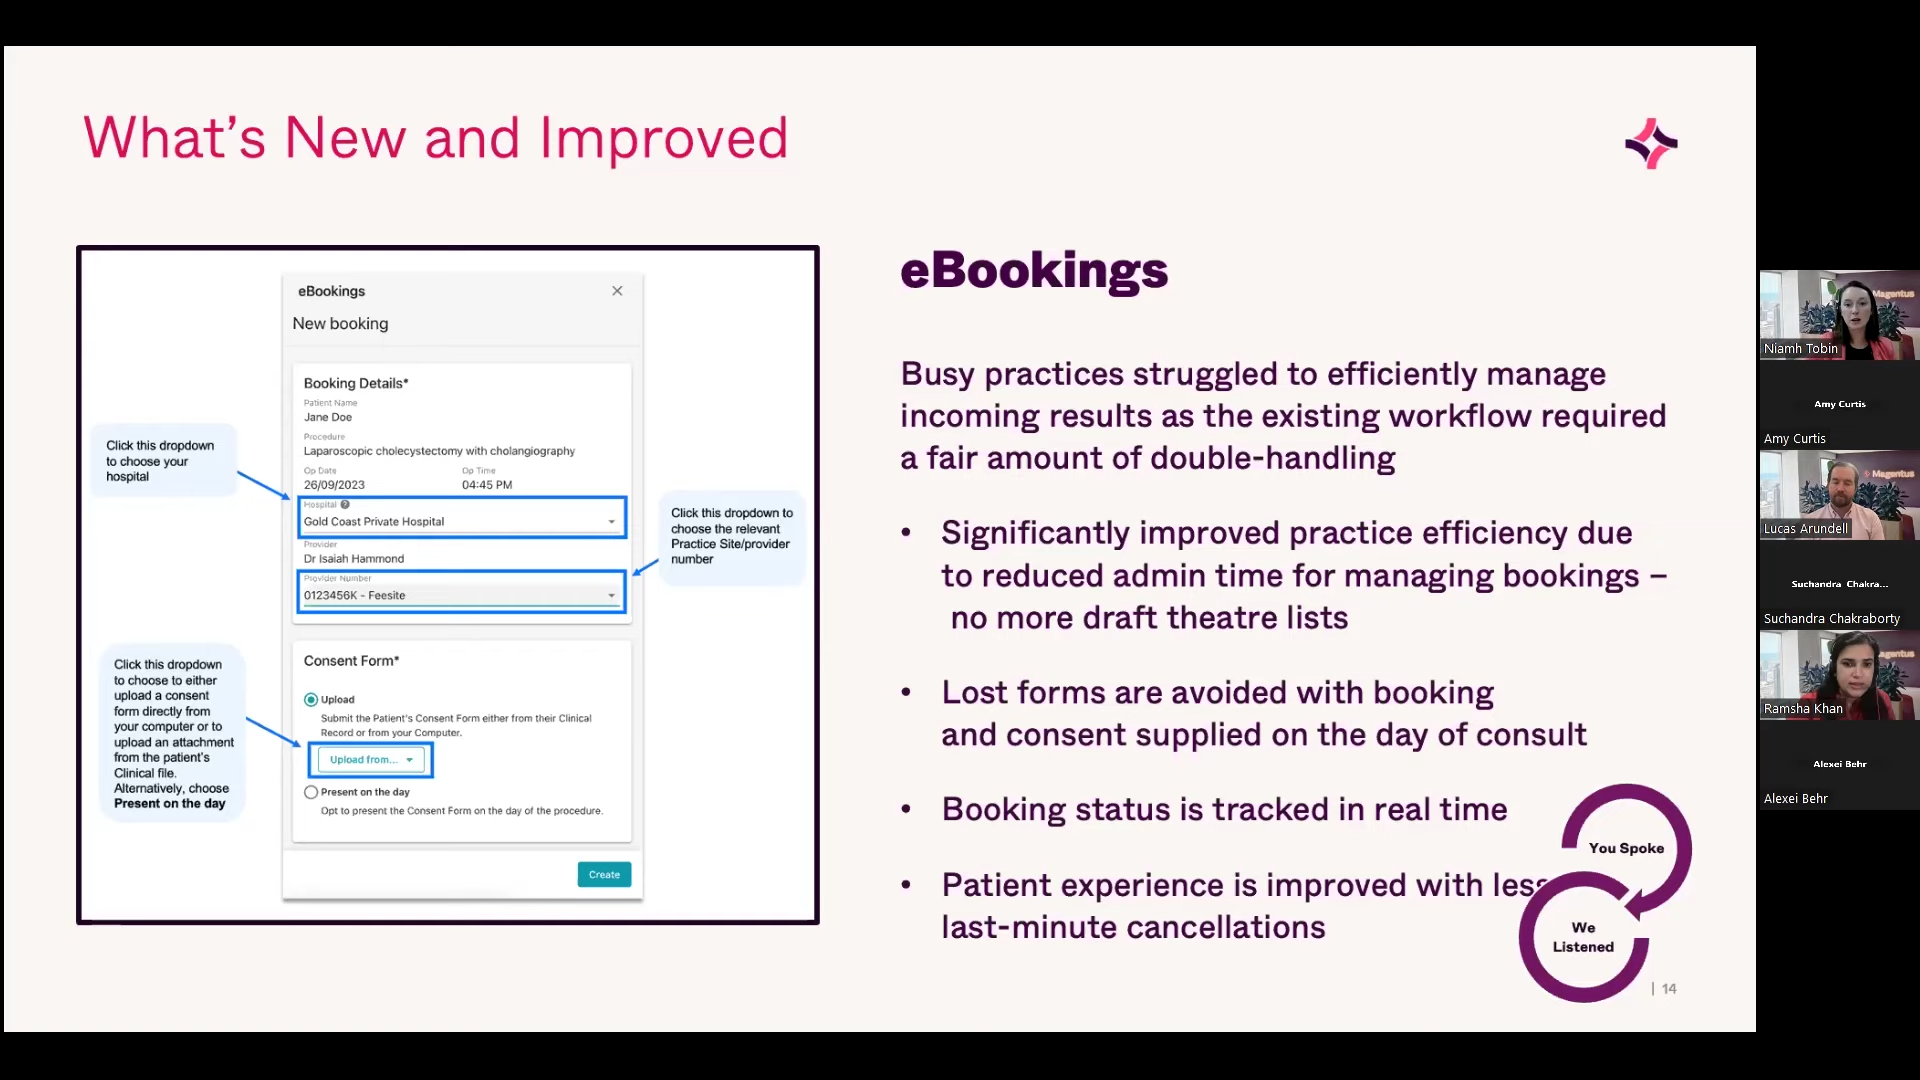 What's New and Improved
eBookings
New booking
Booking Details*
Patient Name
Jane Doe
Procedure
Laparoscopic cholecystectomy with cholangiography
Op Date
Op Time
26/09/2023
04:45 PM
Hospital
Gold Coast Private Hospital
Provider
Dr Isaiah Hammond
Provider Number
0123456K - Feesite
Consent Form*
Upload
Submit the Patient's Consent Form either from their Clinical
Record or from your Computer.
Upload from...
Present on the day
Opt to present the Consent Form on the day of the procedure.
Create
Click this dropdown
to choose your
hospital
Click this dropdown to
choose the relevant
Practice Site/provider
number
Click this dropdown
to choose to either
upload a consent
form directly from
your computer or to
upload an attachment
from the patient's
Clinical file.
Alternatively, choose
Present on the day
eBookings
Busy practices struggled to efficiently manage
incoming results as the existing workflow required
a fair amount of double-handling
• Significantly improved practice efficiency due
to reduced admin time for managing bookings –
no more draft theatre lists
• Lost forms are avoided with booking
and consent supplied on the day of consult
• Booking status is tracked in real time
• Patient experience is improved with less
last-minute cancellations
You Spoke
We
Listened
| 14
Magentus
Niamh Tobin
Amy Curtis
Amy Curtis
Magentus
Lucas Arundell
Suchandra Chakra...
Suchandra Chakraborty
agentus
Ramsha Khan
Alexei Behr
Alexei Behr